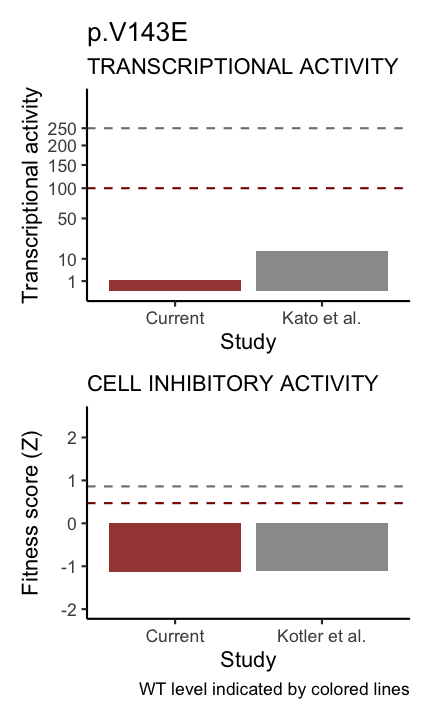 p.V143E
TRANSCRIPTIONAL ACTIVITY
Transcriptional activity
250
200
150
100
50
10
1
Current
Kato et al.
Study
CELL INHIBITORY ACTIVITY
Fitness score (Z)
2
1
0
-1
-2
Current
Kotler et al.
Study
WT level indicated by colored lines